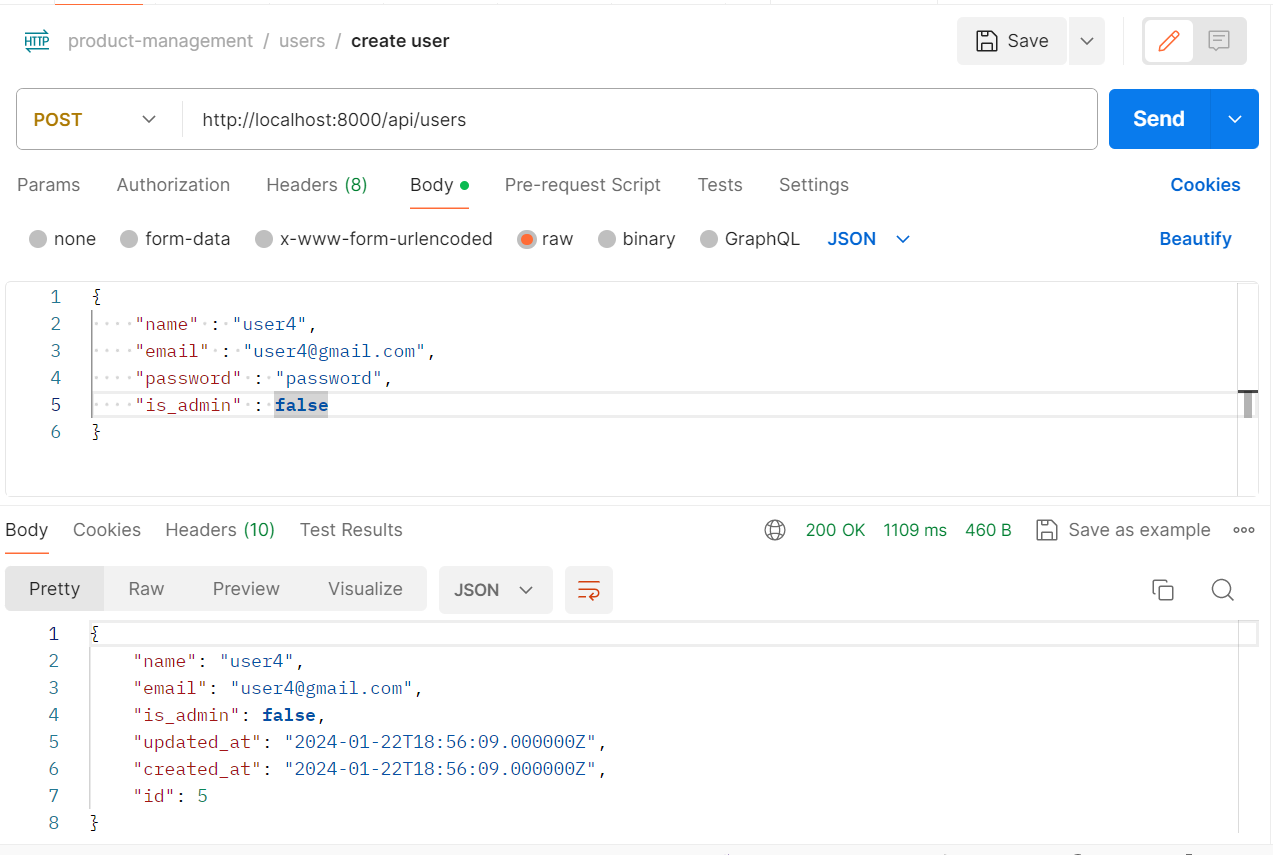 HTTP product-management / users / create user Save
POST http://localhost:8000/api/users Send
Params Authorization Headers (8) Body Pre-request Script Tests Settings Cookies
none form-data x-www-form-urlencoded raw binary GraphQL JSON Beautify
1 {
2 ····"name"·:·"user4",
3 ····"email"·:·"user4@gmail.com",
4 ····"password"·:·"password",
5 ····"is_admin"·:·false
6 }
Body Cookies Headers (10) Test Results 200 OK 1109 ms 460 B Save as example
Pretty Raw Preview Visualize JSON
1 {
2 "name": "user4",
3 "email": "user4@gmail.com",
4 "is_admin": false,
5 "updated_at": "2024-01-22T18:56:09.000000Z",
6 "created_at": "2024-01-22T18:56:09.000000Z",
7 "id": 5
8 }